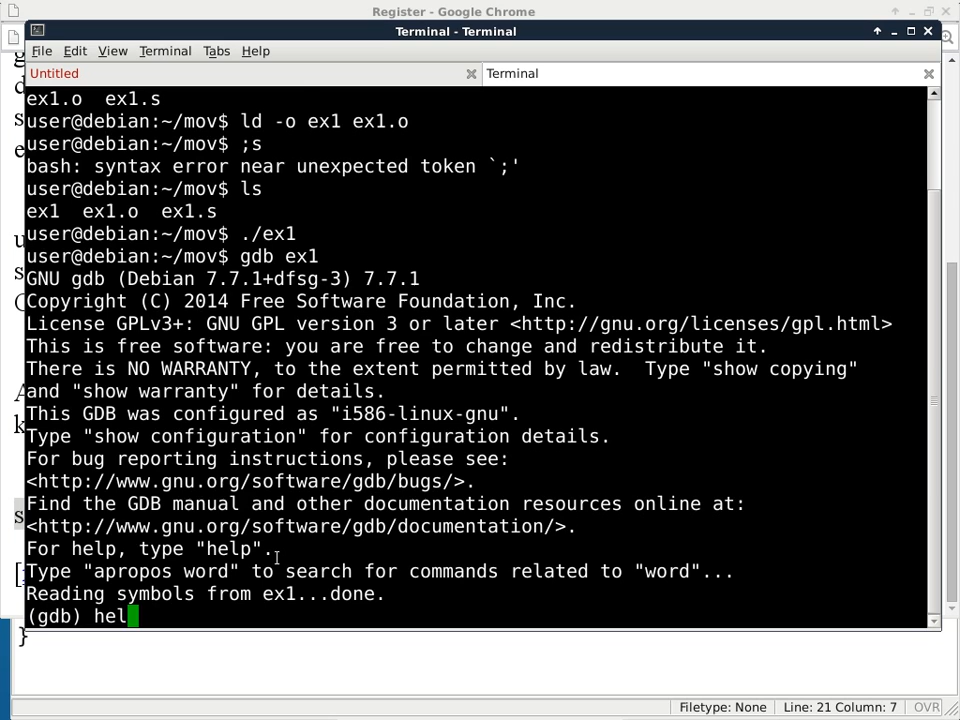 Register - Google Chrome
Terminal - Terminal
File Edit View Terminal Tabs Help
Untitled Terminal
ex1.o  ex1.s
user@debian:~/mov$ ld -o ex1 ex1.o
user@debian:~/mov$ ;s
bash: syntax error near unexpected token `;'
user@debian:~/mov$ ls
ex1  ex1.o  ex1.s
user@debian:~/mov$ ./ex1
user@debian:~/mov$ gdb ex1
GNU gdb (Debian 7.7.1+dfsg-3) 7.7.1
Copyright (C) 2014 Free Software Foundation, Inc.
License GPLv3+: GNU GPL version 3 or later <http://gnu.org/licenses/gpl.html>
This is free software: you are free to change and redistribute it.
There is NO WARRANTY, to the extent permitted by law.  Type "show copying"
and "show warranty" for details.
This GDB was configured as "i586-linux-gnu".
Type "show configuration" for configuration details.
For bug reporting instructions, please see:
<http://www.gnu.org/software/gdb/bugs/>.
Find the GDB manual and other documentation resources online at:
<http://www.gnu.org/software/gdb/documentation/>.
For help, type "help".
Type "apropos word" to search for commands related to "word"...
Reading symbols from ex1...done.
(gdb) hel
}
Filetype: None Line: 21 Column: 7 OVR